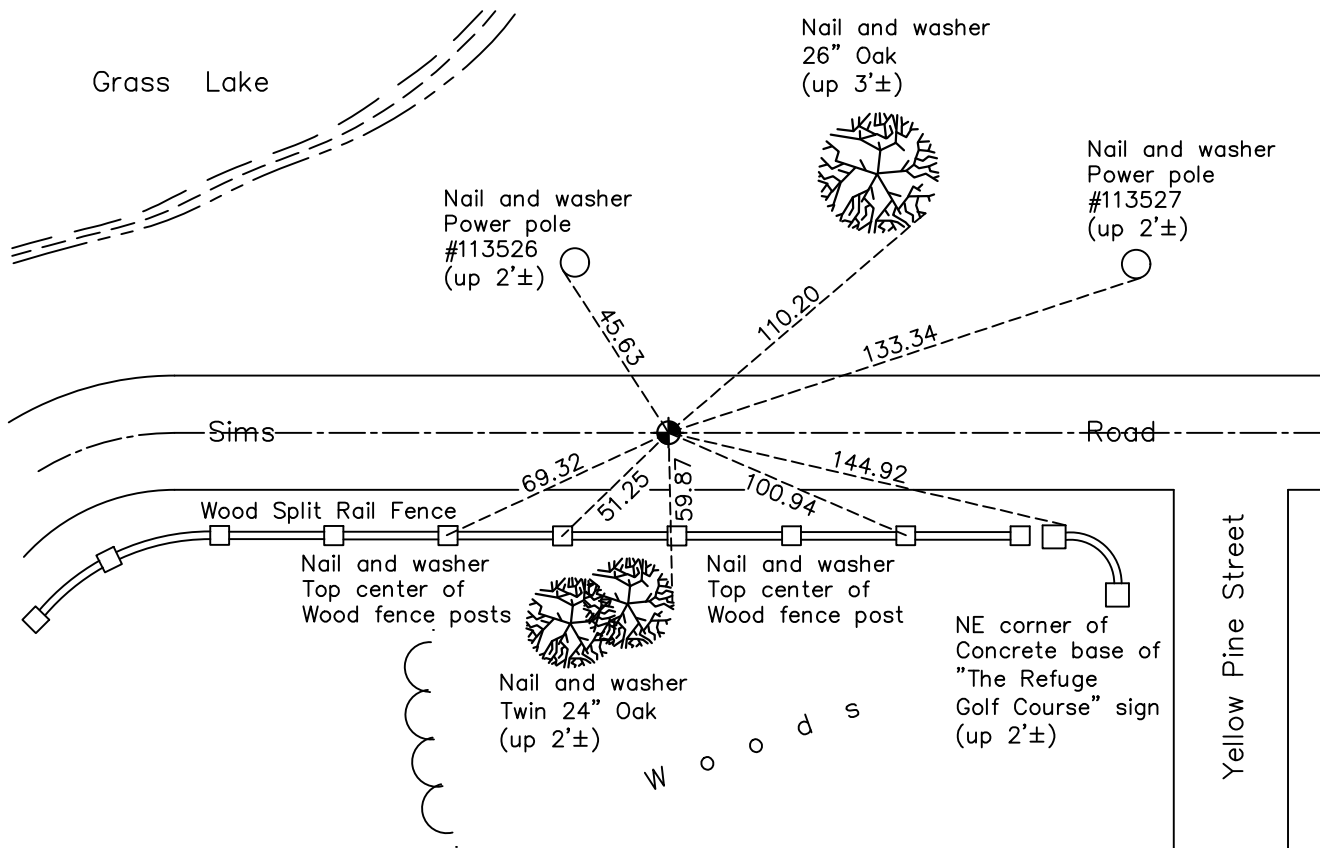 Grass Lake
Nail and washer
26” Oak
(up 3'±)
Nail and washer
Power pole
#113527
(up 2'±)
Nail and washer
Power pole
#113526
(up 2'±)
45.63
110.20
133.34
Sims Road
69.32
51.25
59.87
100.94
144.92
Wood Split Rail Fence
Nail and washer
Top center of
Wood fence posts
Nail and washer
Top center of
Wood fence post
NE corner of
Concrete base of
”The Refuge
Golf Course” sign
(up 2'±)
Nail and washer
Twin 24” Oak
(up 2'±)
Woods
Yellow Pine Street